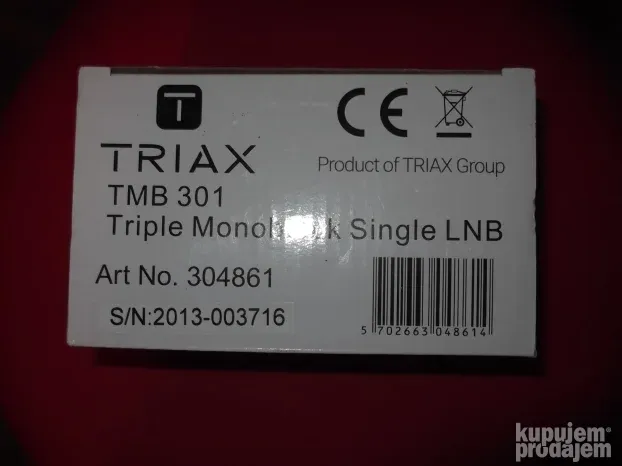 T
TRIAX
CE
Product of TRIAX Group
TMB 301
Triple Single LNB
Art No. 304861
S/N:2013-003716
5 702663 048614
kupujem
prodajem